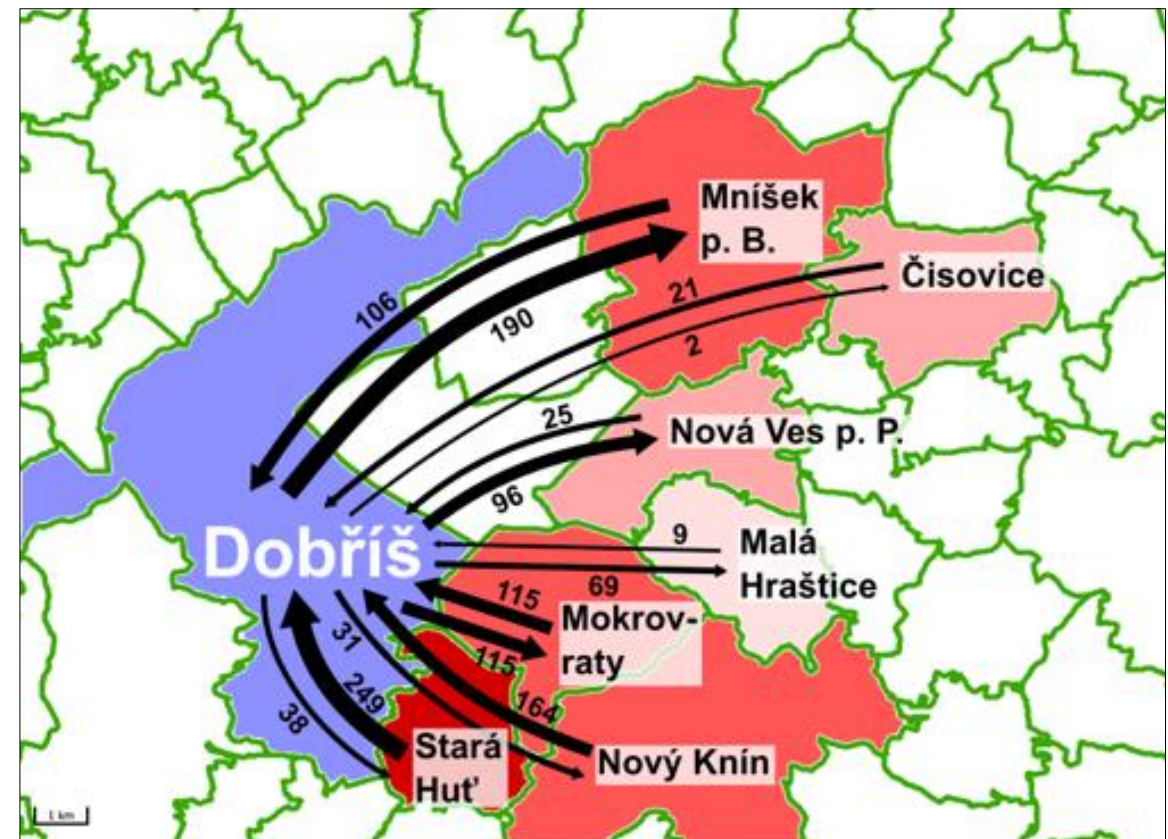 Mníšek
p. B.
Čisovice
106
190
21
2
25
Nová Ves p. P.
96
Dobříš
9
Malá
Hraštice
69
115
Mokrov-
raty
115
31
249
38
164
Stará
Huť
Nový Knín
1 km